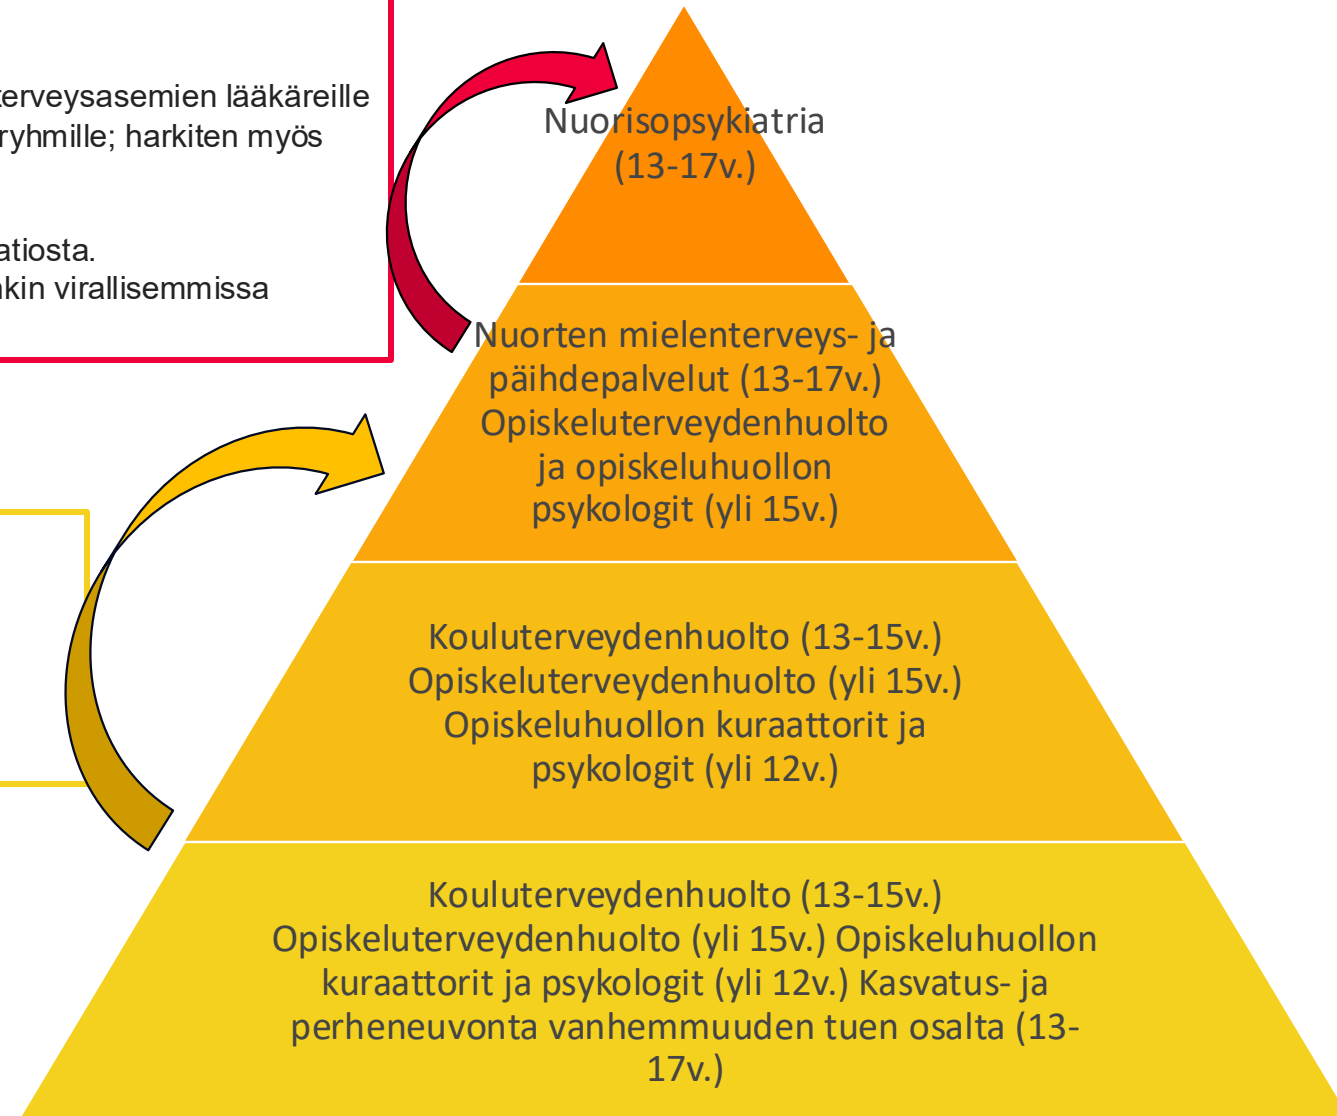 terveysasemien lääkäreille
ryhmille; harkiten myös
atiosta.
kin virallisemmissa
Nuorisopsykiatria
(13-17v.)
Nuorten mielenterveys- ja
päihdepalvelut (13-17v.)
Opiskeluterveydenhuolto
ja opiskeluhuollon
psykologit (yli 15v.)
Kouluterveydenhuolto (13-15v.)
Opiskeluterveydenhuolto (yli 15v.)
Opiskeluhuollon kuraattorit ja
psykologit (yli 12v.)
Kouluterveydenhuolto (13-15v.)
Opiskeluterveydenhuolto (yli 15v.) Opiskeluhuollon
kuraattorit ja psykologit (yli 12v.) Kasvatus- ja
perheneuvonta vanhemmuuden tuen osalta (13-
17v.)